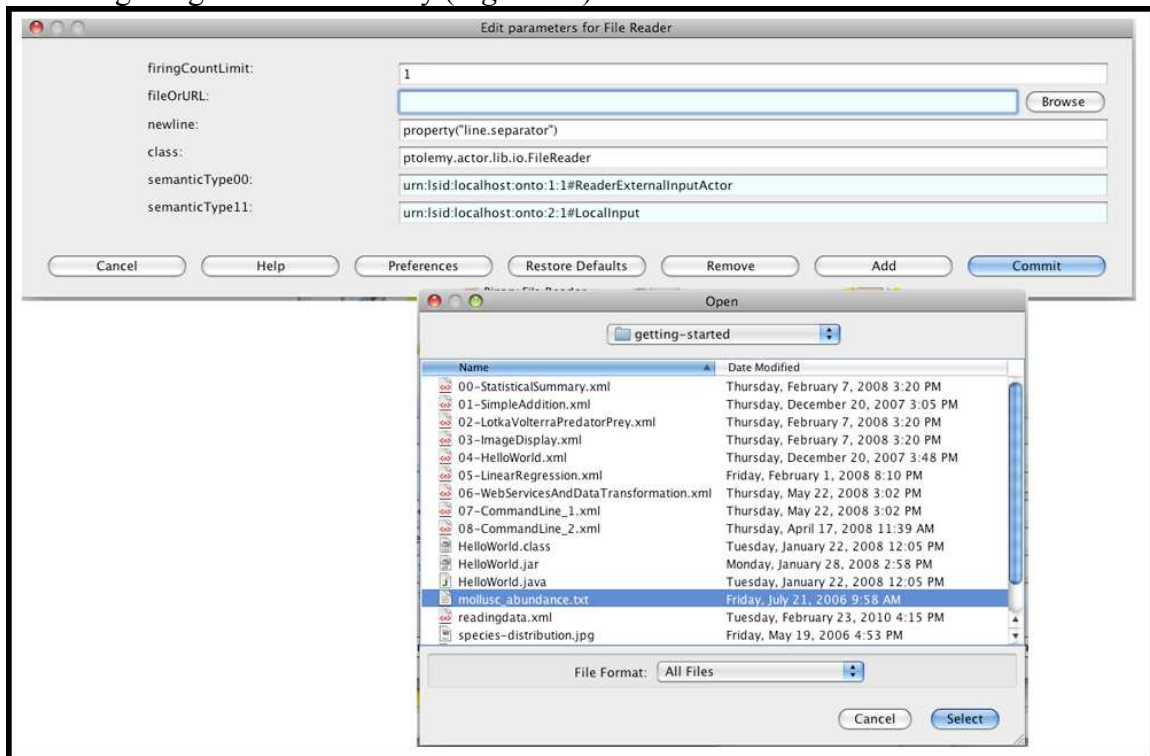 Edit parameters for File Reader
firingCountLimit: 1
fileOrURL: Browse
newline: property("line.separator")
class: ptolemy.actor.lib.io.FileReader
semanticType00: urn:lsid:localhost:onto:1:1#ReaderExternalInputActor
semanticType11: urn:lsid:localhost:onto:2:1#LocalInput
Cancel Help Preferences Restore Defaults Remove Add Commit
Open
getting-started
Name Date Modified
00-StatisticalSummary.xml Thursday, February 7, 2008 3:20 PM
01-SimpleAddition.xml Thursday, December 20, 2007 3:05 PM
02-LotkaVolterraPredatorPrey.xml Thursday, February 7, 2008 3:20 PM
03-ImageDisplay.xml Thursday, February 7, 2008 3:20 PM
04-HelloWorld.xml Thursday, December 20, 2007 3:48 PM
05-LinearRegression.xml Friday, February 1, 2008 8:10 PM
06-WebServicesAndDataTransformation.xml Thursday, May 22, 2008 3:02 PM
07-CommandLine_1.xml Thursday, May 22, 2008 3:02 PM
08-CommandLine_2.xml Thursday, April 17, 2008 11:39 AM
HelloWorld.class Tuesday, January 22, 2008 12:05 PM
HelloWorld.jar Monday, January 28, 2008 2:58 PM
HelloWorld.java Tuesday, January 22, 2008 12:05 PM
mollusc_abundance.txt Friday, July 21, 2006 9:58 AM
readingdata.xml Tuesday, February 23, 2010 4:15 PM
species-distribution.jpg Friday, May 19, 2006 4:53 PM
File Format: All Files
Cancel Select